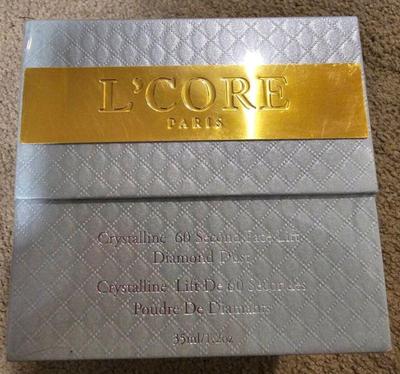 L'CORE
PARIS
Crystalline 60 Second Face Lift
Diamond Dust
Crystalline Lift De 60 Secondes
Poudre De Diamants
35ml/1.2oz